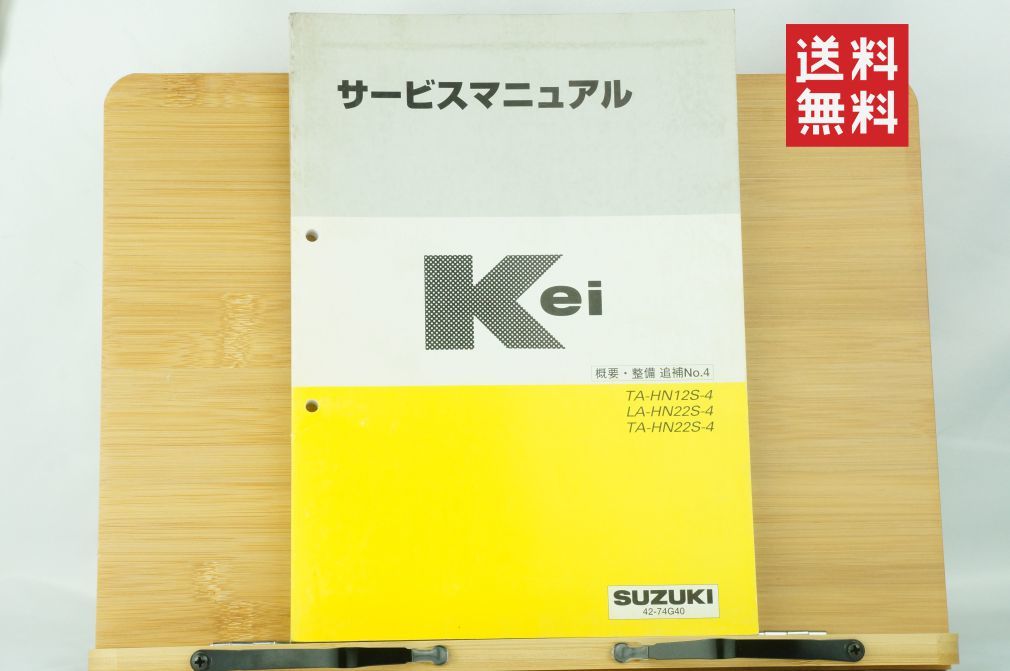 送料
無料
サービスマニュアル
Kei
概要・整備 追補No.4
TA-HN12S-4
LA-HN22S-4
TA-HN22S-4
SUZUKI
42-74G40